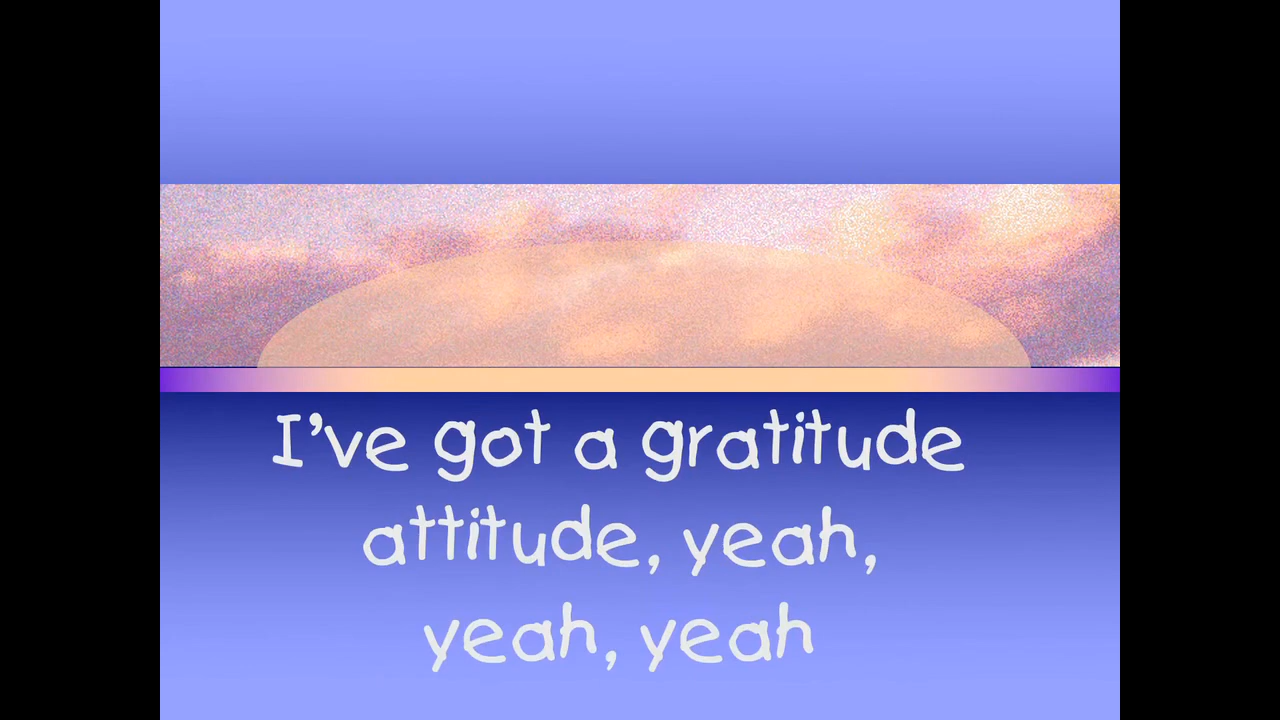 I’ve got a gratitude
attitude, yeah,
yeah, yeah